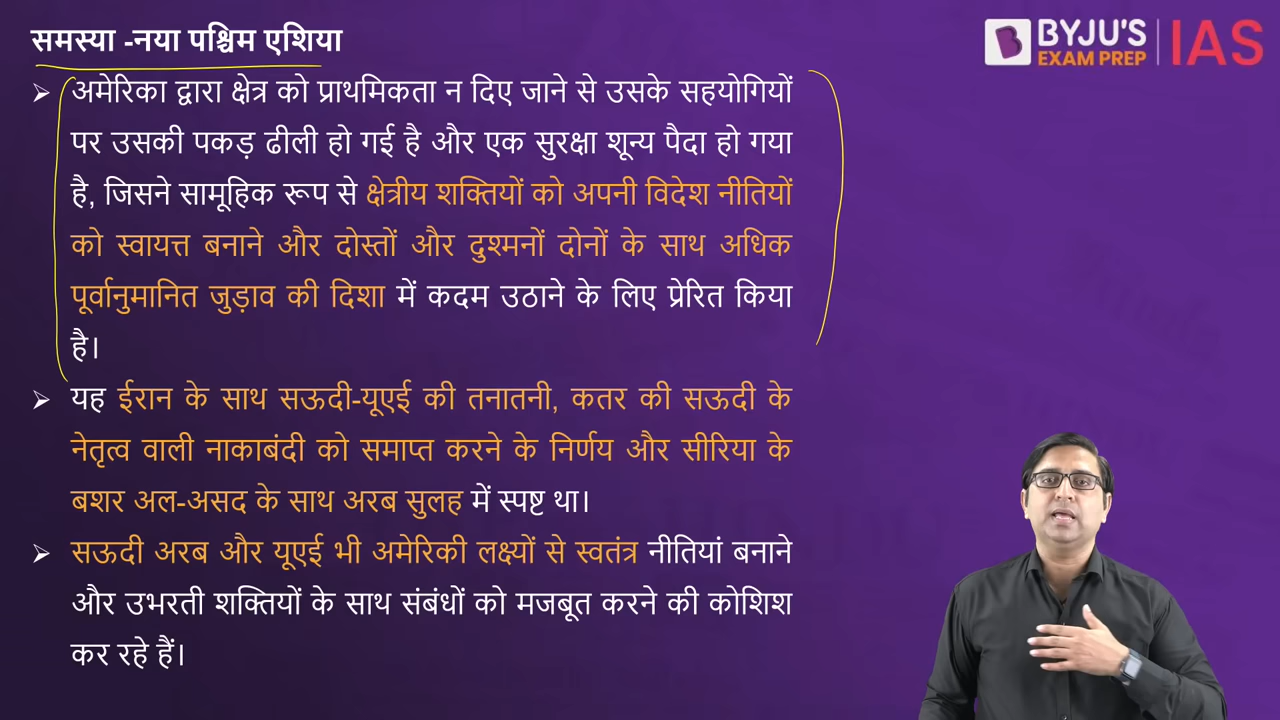 समस्या -नया पश्चिम एशिया
BYJU'S
EXAM PREP
IAS
➢ अमेरिका द्वारा क्षेत्र को प्राथमिकता न दिए जाने से उसके सहयोगियों
पर उसकी पकड़ ढीली हो गई है और एक सुरक्षा शून्य पैदा हो गया
है, जिसने सामूहिक रूप से क्षेत्रीय शक्तियों को अपनी विदेश नीतियों
को स्वायत्त बनाने और दोस्तों और दुश्मनों दोनों के साथ अधिक
पूर्वानुमानित जुड़ाव की दिशा में कदम उठाने के लिए प्रेरित किया
है।
➢ यह ईरान के साथ सऊदी-यूएई की तनातनी, कतर की सऊदी के
नेतृत्व वाली नाकाबंदी को समाप्त करने के निर्णय और सीरिया के
बशर अल-असद के साथ अरब सुलह में स्पष्ट था।
➢ सऊदी अरब और यूएई भी अमेरिकी लक्ष्यों से स्वतंत्र नीतियां बनाने
और उभरती शक्तियों के साथ संबंधों को मजबूत करने की कोशिश
कर रहे हैं।